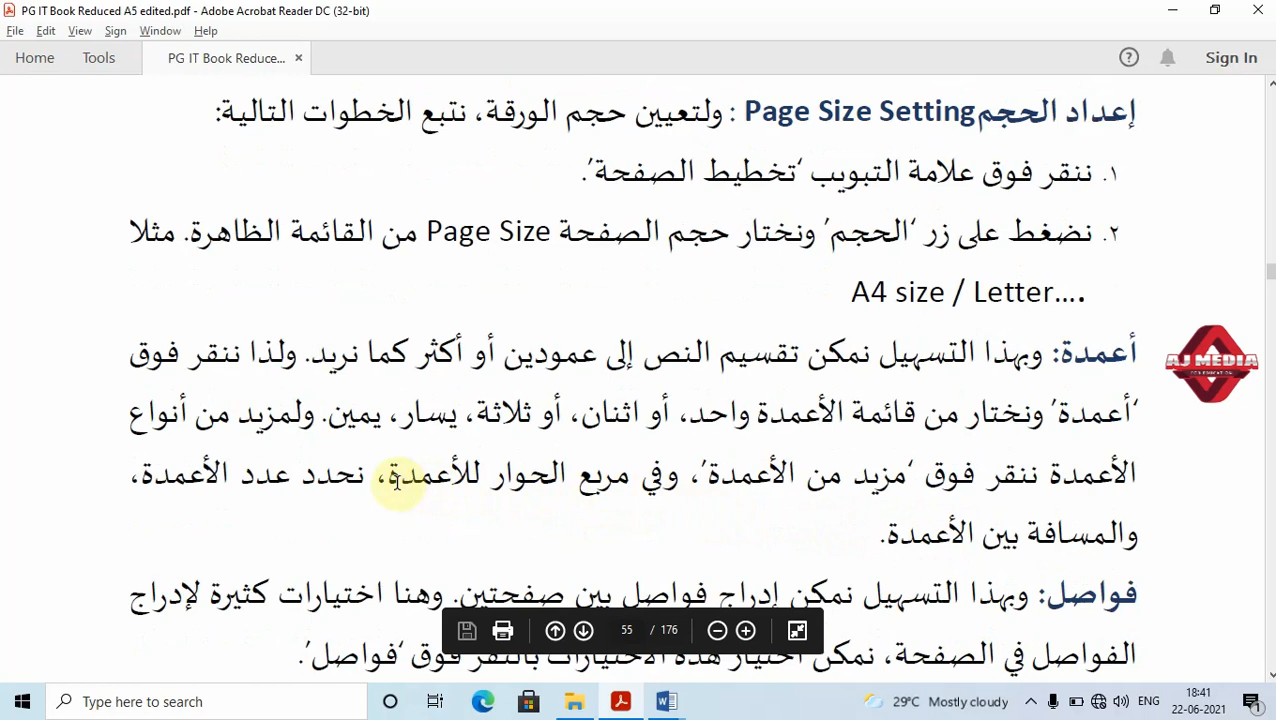 PG IT Book Reduced A5 edited.pdf - Adobe Acrobat Reader DC (32-bit)
File Edit View Sign Window Help
Home Tools PG IT Book Reduce... × Sign In
إعداد الحجم Page Size Setting : ولتعيين حجم الورقة، نتبع الخطوات التالية:
١. ننقر فوق علامة التبويب ‘تخطيط الصفحة’.
٢. نضغط على زر ‘الحجم’ ونختار حجم الصفحة Page Size من القائمة الظاهرة. مثلا
A4 size / Letter....
أعمدة: وبهذا التسهيل نمكن تقسيم النص إلى عمودين أو أكثر كما نريد. ولذا ننقر فوق
‘أعمدة’ ونختار من قائمة الأعمدة واحد، أو اثنان، أو ثلاثة، يسار، يمين. ولمزيد من أنواع
الأعمدة ننقر فوق ‘مزيد من الأعمدة’، وفي مربع الحوار للأعمدة، نحدد عدد الأعمدة،
والمسافة بين الأعمدة.
فواصل: وبهذا التسهيل نمكن إدراج فواصل بين صفحتين. وهنا اختيارات كثيرة لإدراج
الفواصل في الصفحة، نمكن اختيار هذه الاختيارات بالنقر فوق ‘فواصل’.
AJ MEDIA
FOR EDUCATION
55 / 176
Type here to search
29°C Mostly cloudy
ENG
18:41
22-06-2021